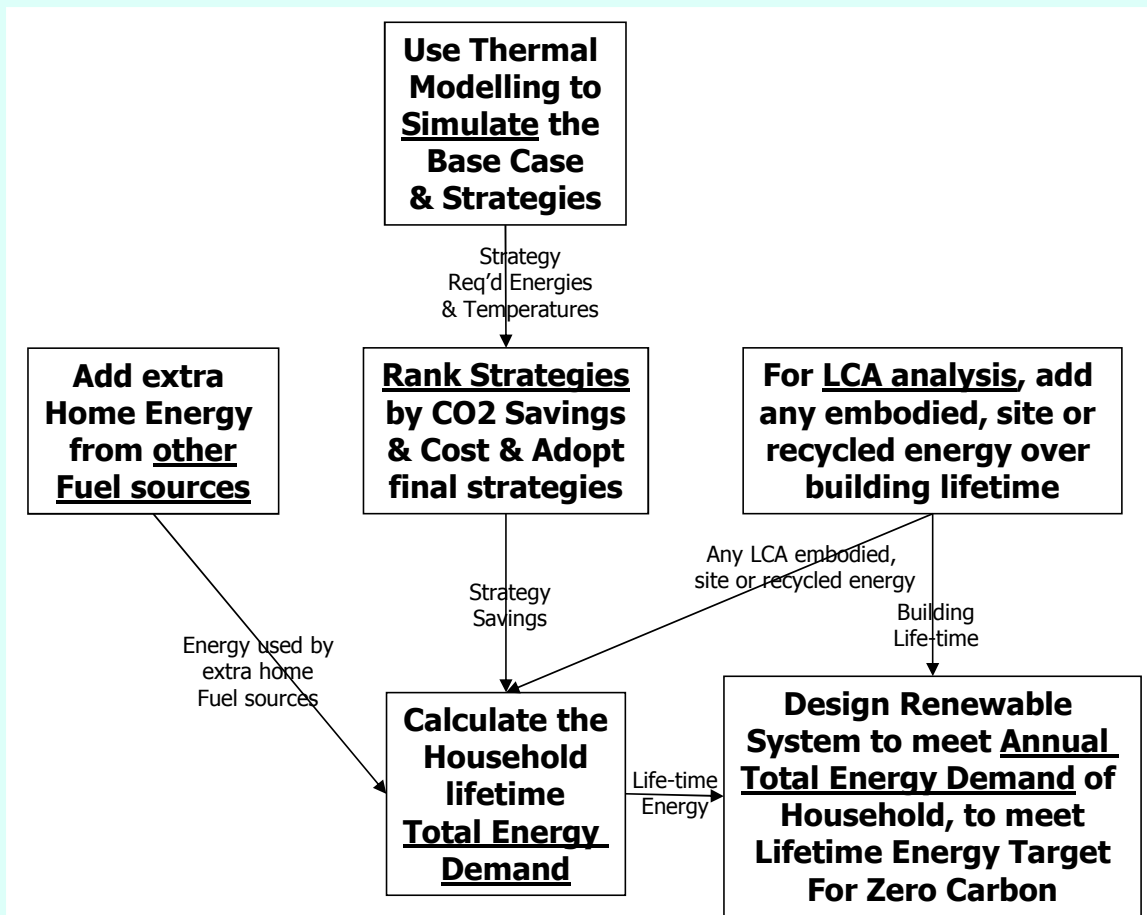 Use Thermal
Modelling to
Simulate the
Base Case
& Strategies
Strategy
Req'd Energies
& Temperatures
Add extra
Home Energy
from other
Fuel sources
Rank Strategies
by CO2 Savings
& Cost & Adopt
final strategies
For LCA analysis, add
any embodied, site or
recycled energy over
building lifetime
Any LCA embodied,
site or recycled energy
Strategy
Savings
Building
Life-time
Energy used by
extra home
Fuel sources
Calculate the
Household
lifetime
Total Energy
Demand
Life-time
Energy
Design Renewable
System to meet Annual
Total Energy Demand of
Household, to meet
Lifetime Energy Target
For Zero Carbon